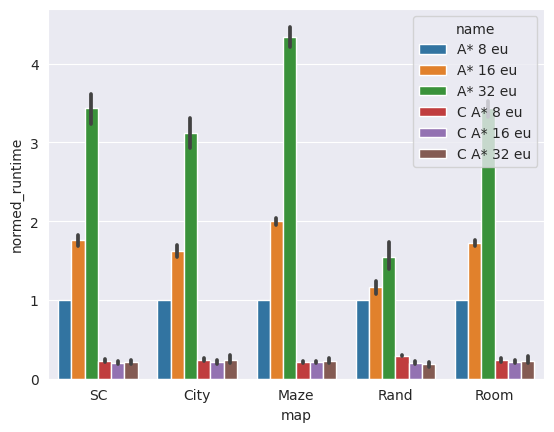 name
A* 8 eu
A* 16 eu
A* 32 eu
C A* 8 eu
C A* 16 eu
C A* 32 eu
normed_runtime
4
3
2
1
0
SC City Maze Rand Room
map